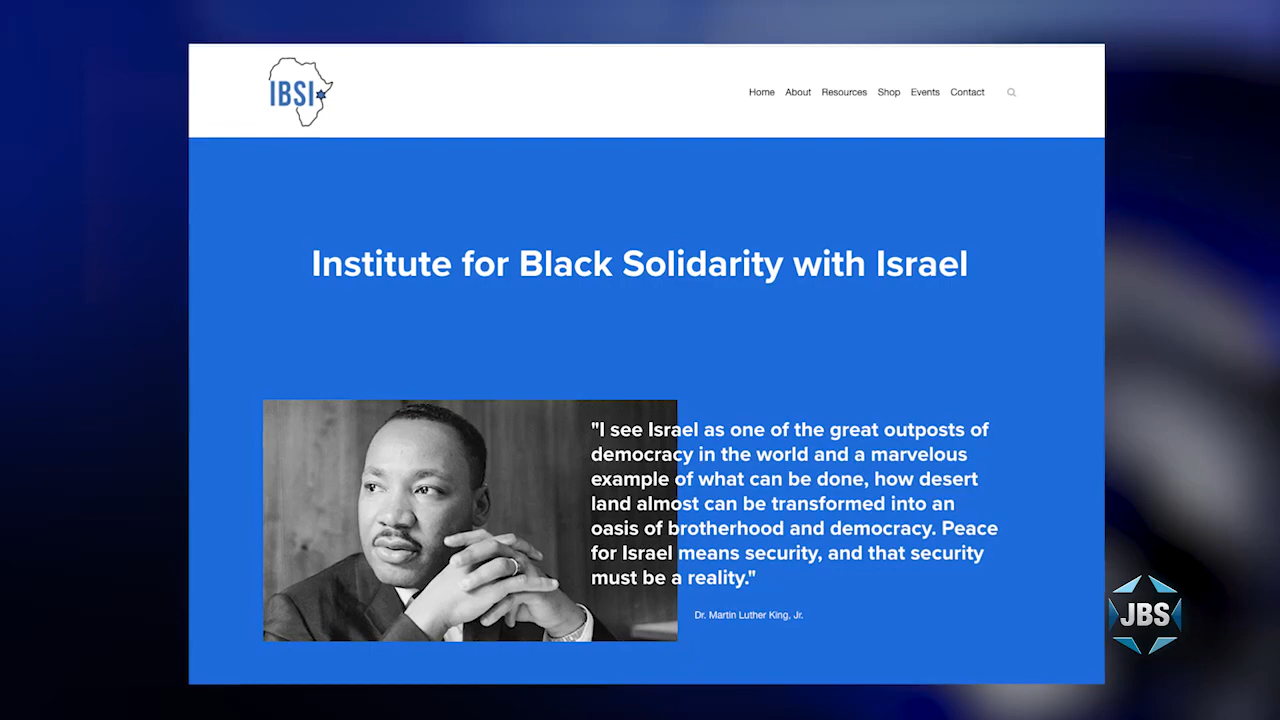 IBSI
Home About Resources Shop Events Contact
Institute for Black Solidarity with Israel
"I see Israel as one of the great outposts of
democracy in the world and a marvelous
example of what can be done, how desert
land almost can be transformed into an
oasis of brotherhood and democracy. Peace
for Israel means security, and that security
must be a reality."
Dr. Martin Luther King, Jr.
JBS